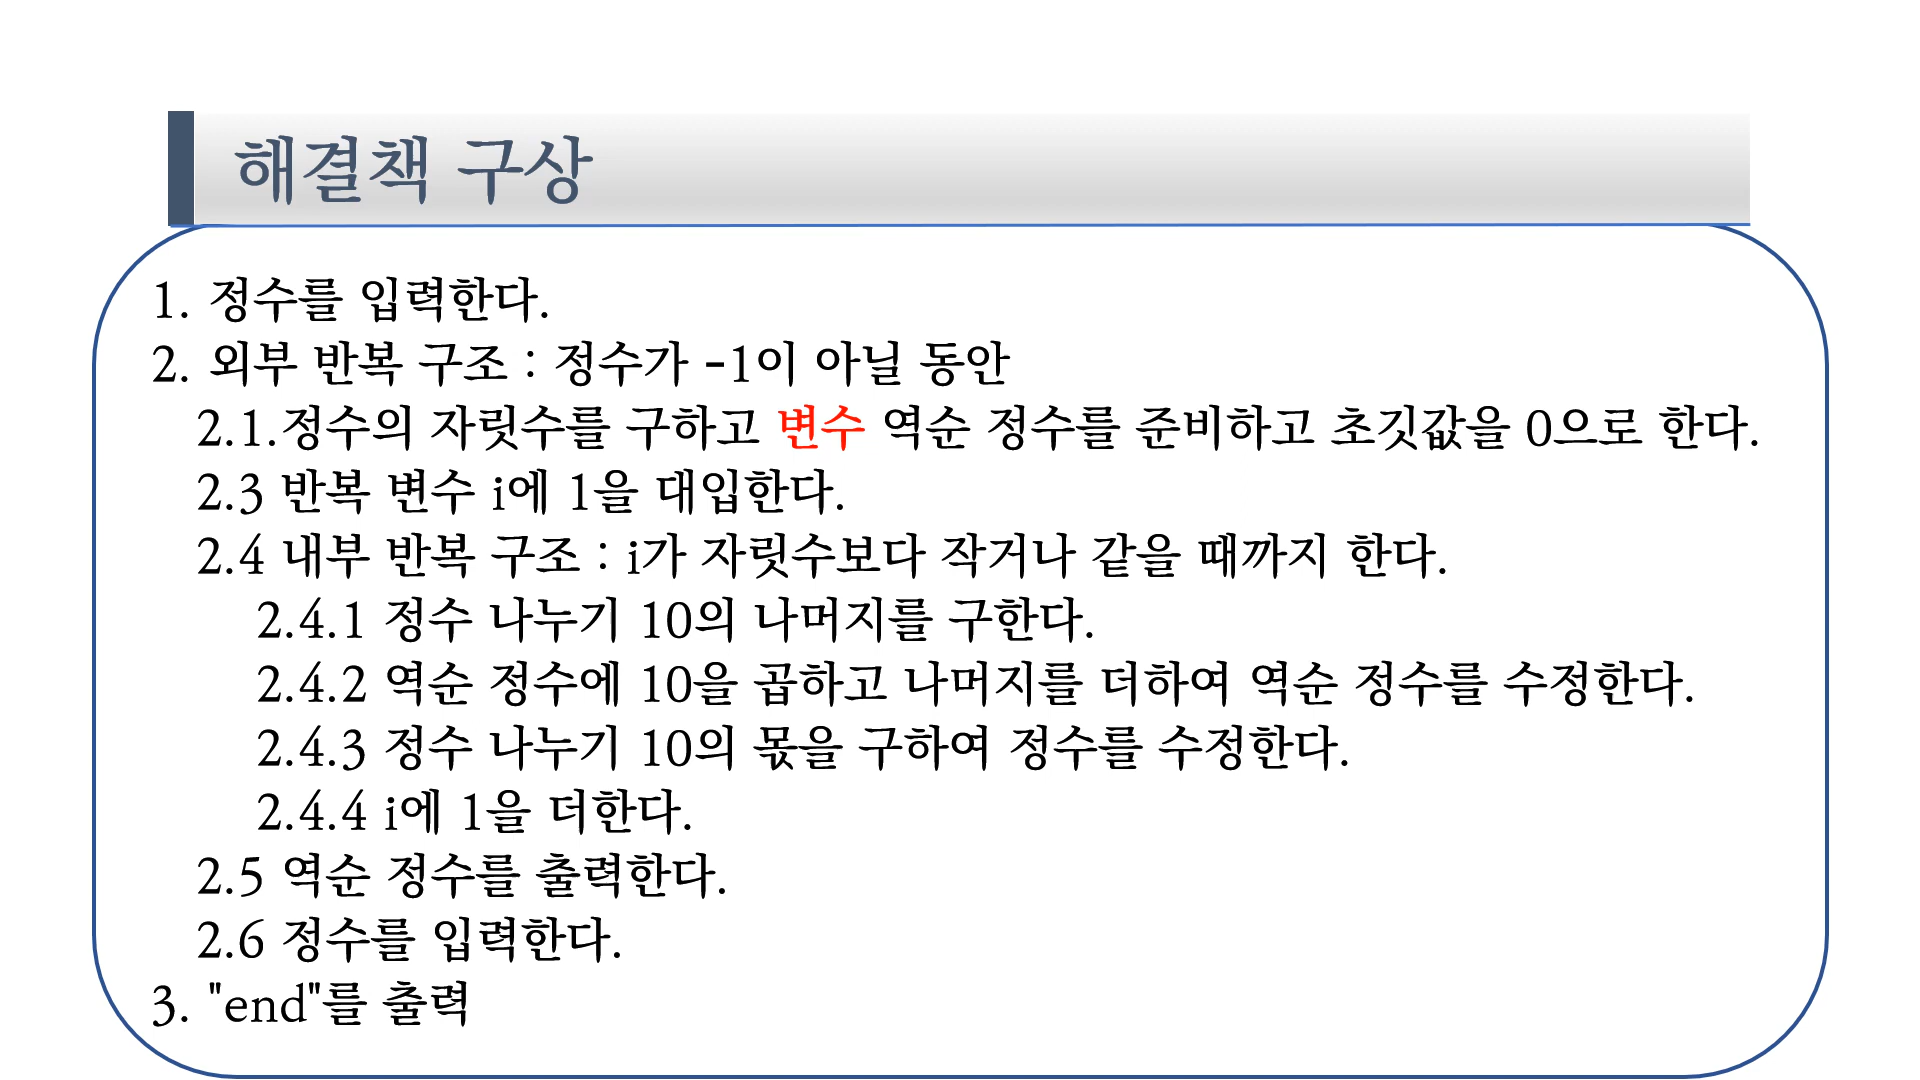 해결책 구상
1. 정수를 입력한다.
2. 외부 반복 구조 : 정수가 -1이 아닐 동안
2.1.정수의 자릿수를 구하고 변수 역순 정수를 준비하고 초깃값을 0으로 한다.
2.3 반복 변수 i에 1을 대입한다.
2.4 내부 반복 구조 : i가 자릿수보다 작거나 같을 때까지 한다.
2.4.1 정수 나누기 10의 나머지를 구한다.
2.4.2 역순 정수에 10을 곱하고 나머지를 더하여 역순 정수를 수정한다.
2.4.3 정수 나누기 10의 몫을 구하여 정수를 수정한다.
2.4.4 i에 1을 더한다.
2.5 역순 정수를 출력한다.
2.6 정수를 입력한다.
3. "end"를 출력